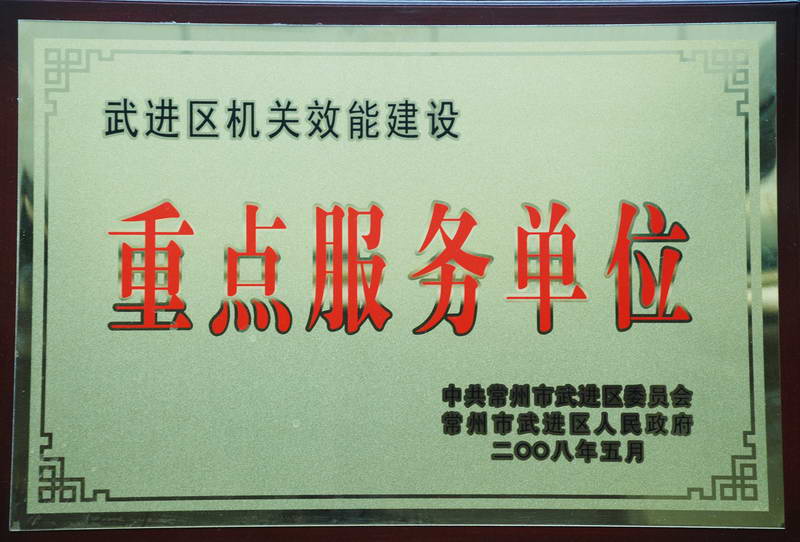 武进区机关效能建设
重点服务单位
中共常州市武进区委员会
常州市武进区人民政府
二〇〇八年五月